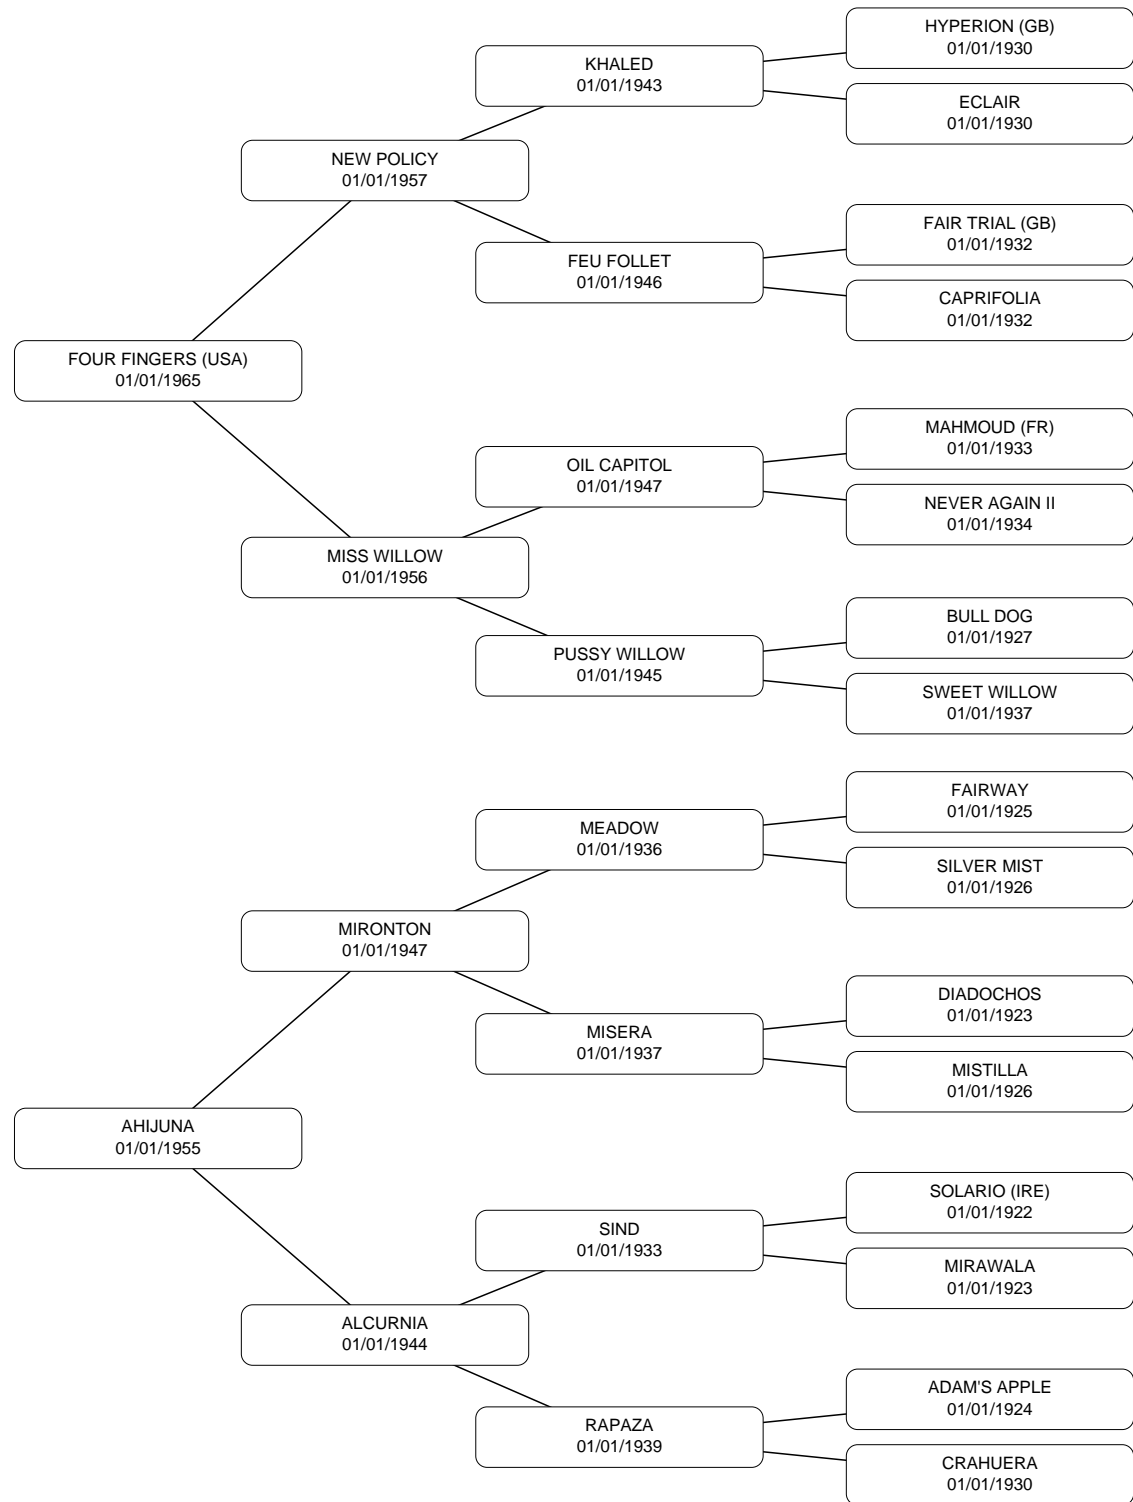 HYPERION (GB)
01/01/1930
KHALED
01/01/1943
ECLAIR
01/01/1930
NEW POLICY
01/01/1957
FAIR TRIAL (GB)
01/01/1932
FEU FOLLET
01/01/1946
CAPRIFOLIA
01/01/1932
FOUR FINGERS (USA)
01/01/1965
MAHMOUD (FR)
01/01/1933
OIL CAPITOL
01/01/1947
NEVER AGAIN II
01/01/1934
MISS WILLOW
01/01/1956
BULL DOG
01/01/1927
PUSSY WILLOW
01/01/1945
SWEET WILLOW
01/01/1937
FAIRWAY
01/01/1925
MEADOW
01/01/1936
SILVER MIST
01/01/1926
MIRONTON
01/01/1947
DIADOCHOS
01/01/1923
MISERA
01/01/1937
MISTILLA
01/01/1926
AHIJUNA
01/01/1955
SOLARIO (IRE)
01/01/1922
SIND
01/01/1933
MIRAWALA
01/01/1923
ALCURNIA
01/01/1944
ADAM'S APPLE
01/01/1924
RAPAZA
01/01/1939
CRAHUERA
01/01/1930